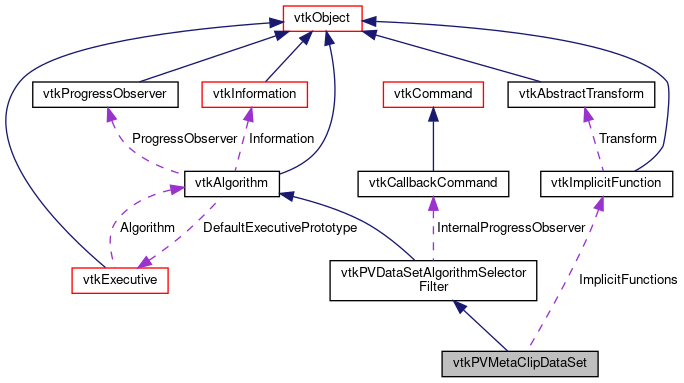 vtkObject
vtkProgressObserver
vtkInformation
vtkCommand
vtkAbstractTransform
ProgressObserver
Information
Transform
vtkAlgorithm
vtkCallbackCommand
vtkImplicitFunction
Algorithm
DefaultExecutivePrototype
InternalProgressObserver
vtkExecutive
vtkPVDataSetAlgorithmSelector
Filter
ImplicitFunctions
vtkPVMetaClipDataSet